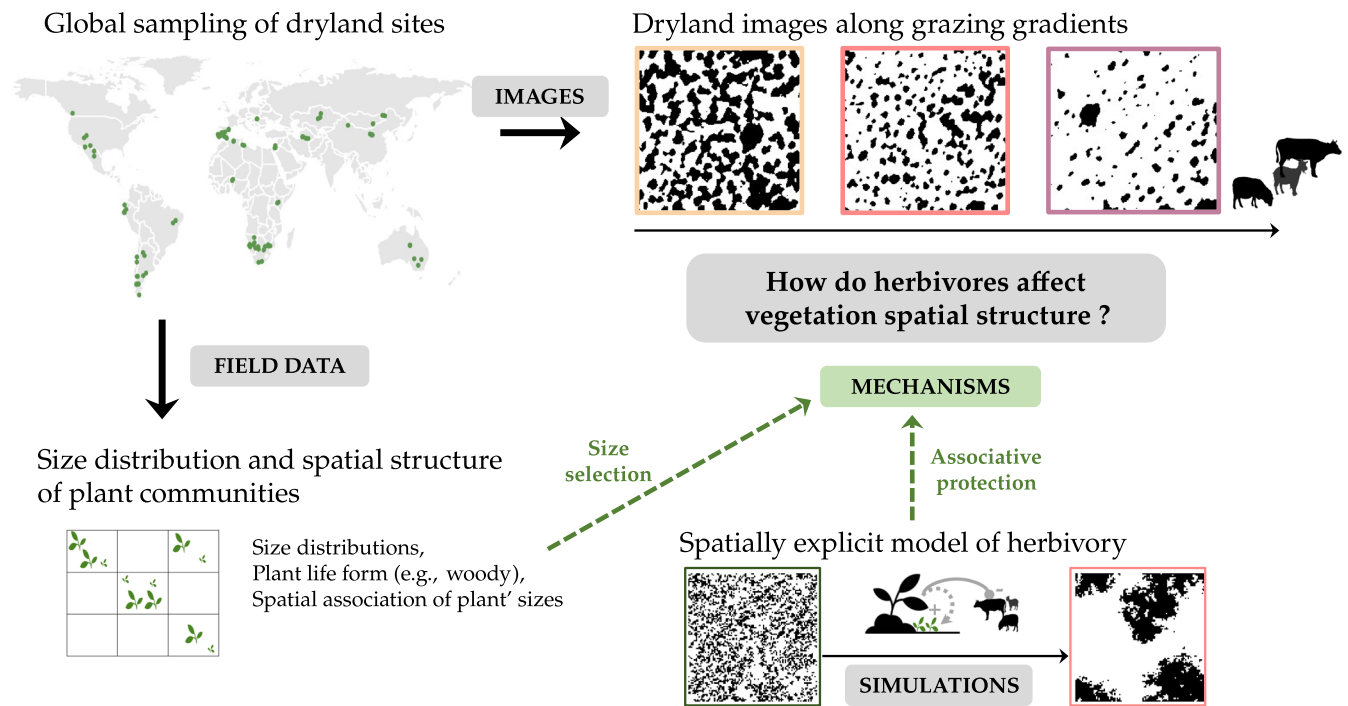 Global sampling of dryland sites
IMAGES
Dryland images along grazing gradients
How do herbivores affect
vegetation spatial structure ?
FIELD DATA
MECHANISMS
Size
selection
Associative
protection
Size distribution and spatial structure
of plant communities
Size distributions,
Plant life form (e.g., woody),
Spatial association of plant' sizes
Spatially explicit model of herbivory
+
-
SIMULATIONS